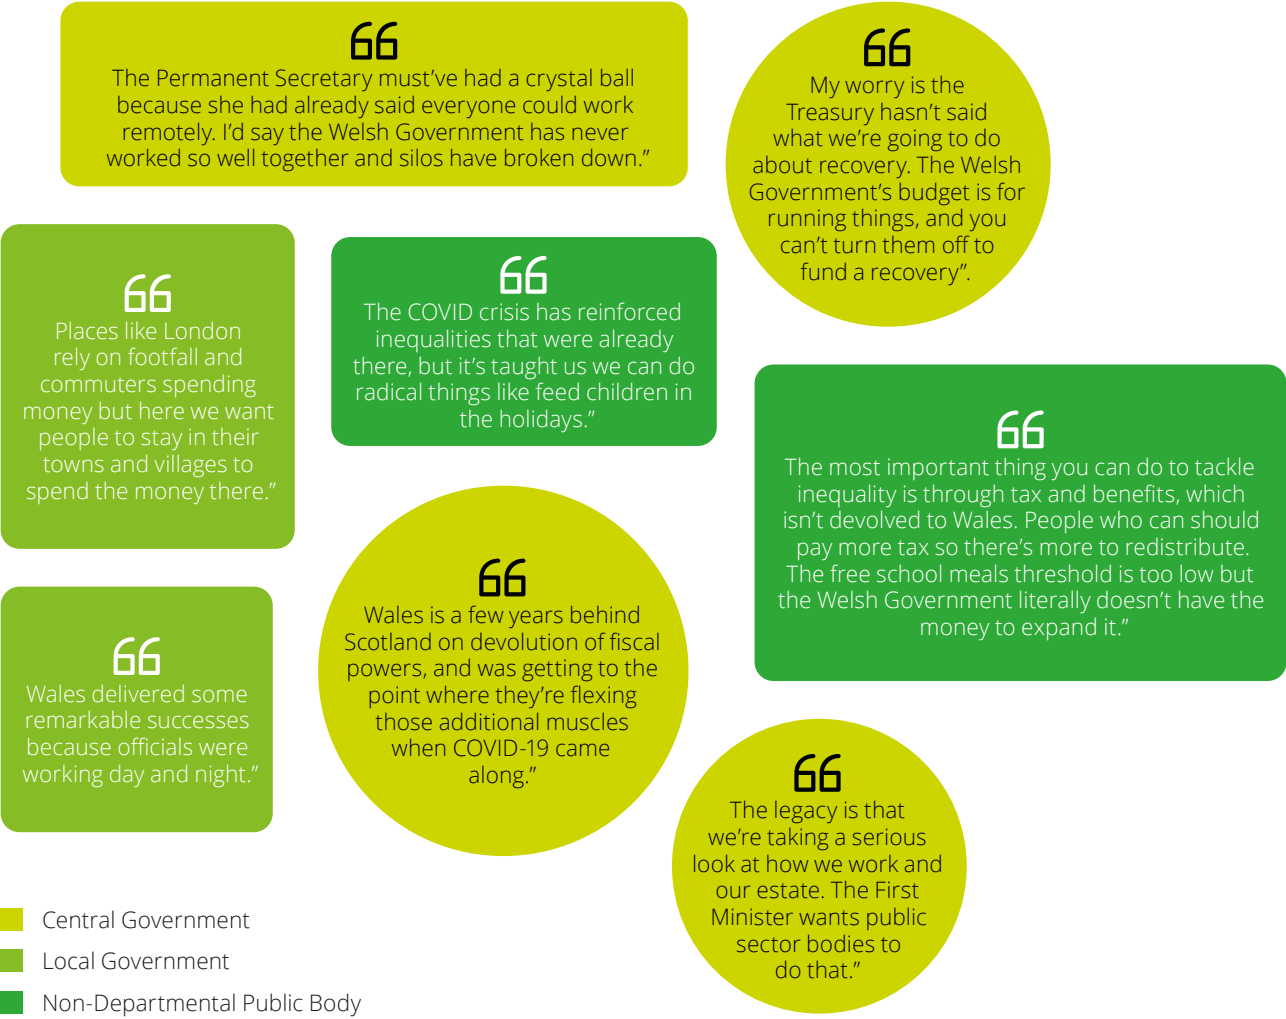 The Permanent Secretary must’ve had a crystal ball
because she had already said everyone could work
remotely. I’d say the Welsh Government has never
worked so well together and silos have broken down.”
My worry is the
Treasury hasn’t said
what we’re going to do
about recovery. The Welsh
Government’s budget is for
running things, and you
can’t turn them off to
fund a recovery”.
Places like London
rely on footfall and
commuters spending
money but here we want
people to stay in their
towns and villages to
spend the money there.”
The COVID crisis has reinforced
inequalities that were already
there, but it’s taught us we can do
radical things like feed children in
the holidays.”
The most important thing you can do to tackle
inequality is through tax and benefits, which
isn’t devolved to Wales. People who can should
pay more tax so there’s more to redistribute.
The free school meals threshold is too low but
the Welsh Government literally doesn’t have the
money to expand it.”
Wales is a few years behind
Scotland on devolution of fiscal
powers, and was getting to the
point where they’re flexing
those additional muscles
when COVID-19 came
along.”
Wales delivered some
remarkable successes
because officials were
working day and night.”
The legacy is that
we’re taking a serious
look at how we work and
our estate. The First
Minister wants public
sector bodies to
do that.”
Central Government
Local Government
Non-Departmental Public Body